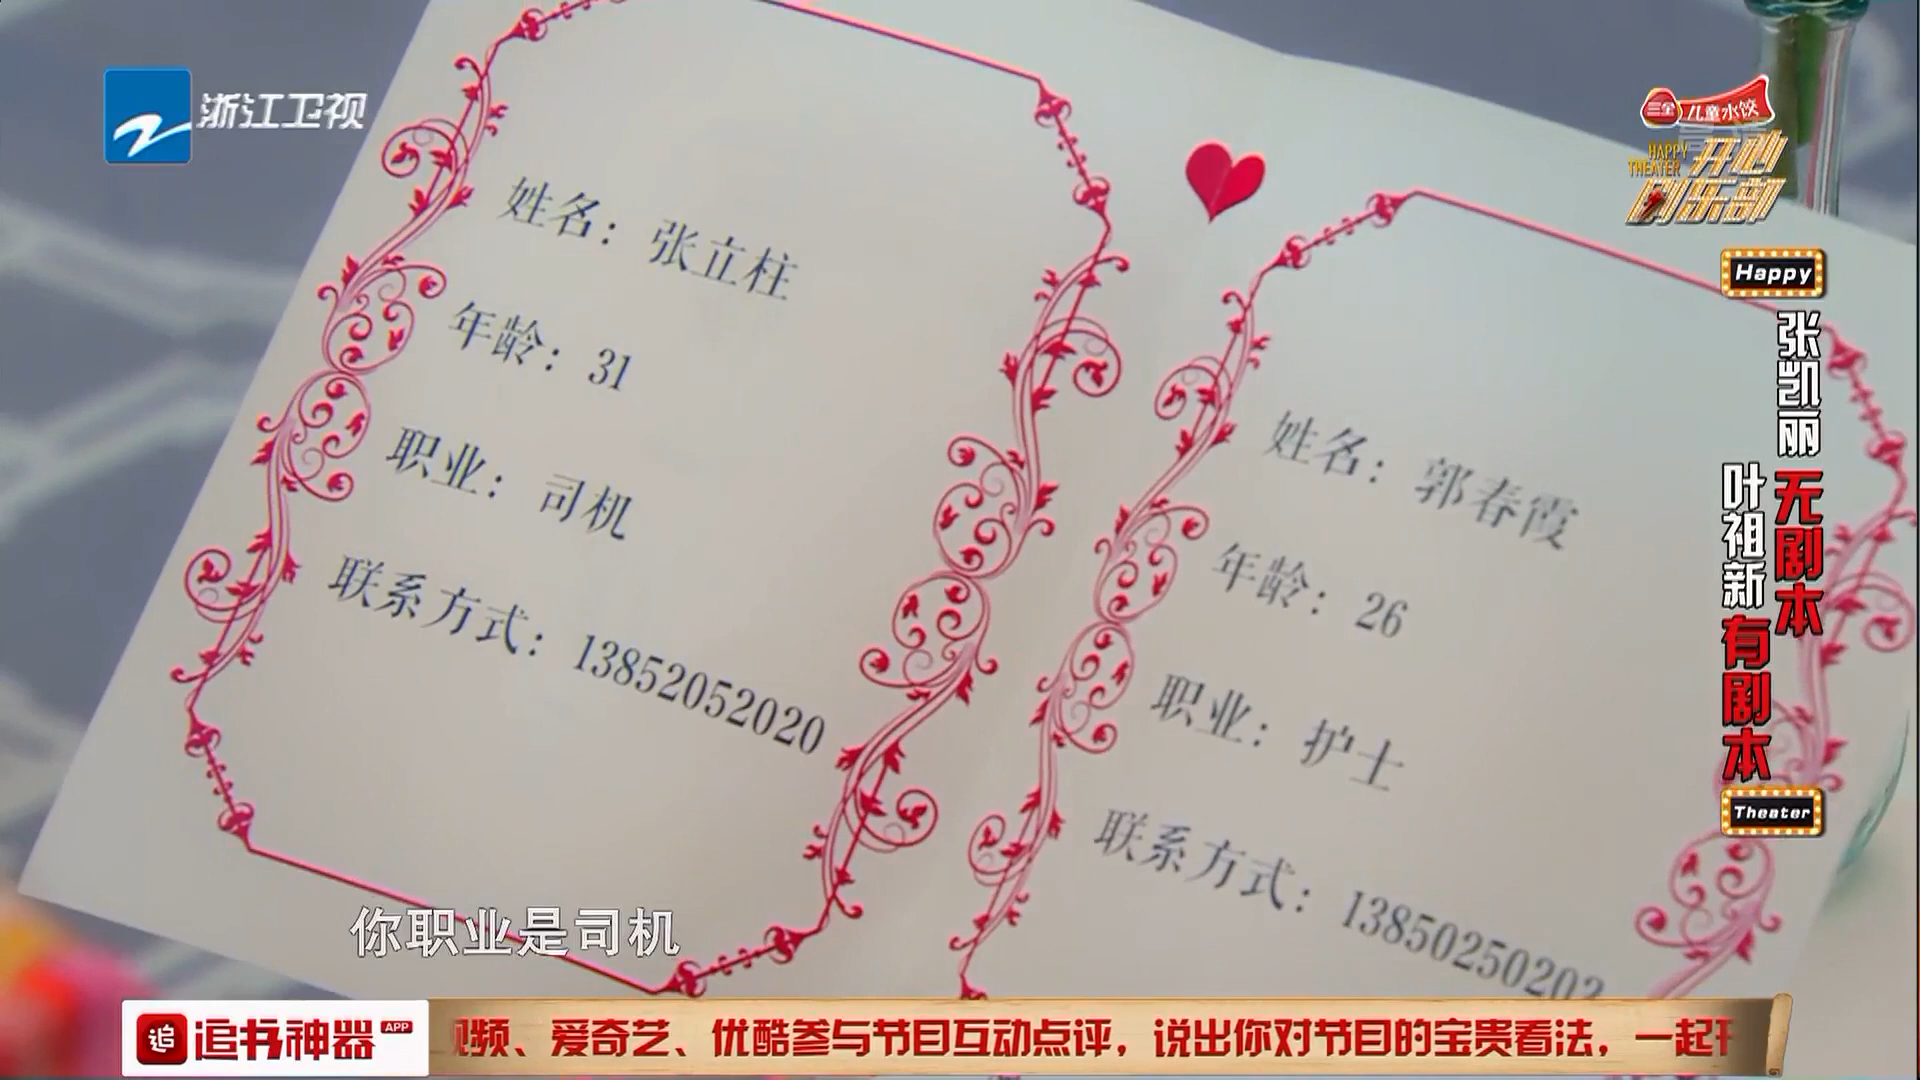 浙江卫视
三全 儿童水饺
HAPPY THEATER
开心剧乐部
姓名：张立柱
年龄：31
职业：司机
联系方式：13852052020
姓名：郭春霞
年龄：26
职业：护士
联系方式：13850250202
Happy
张凯丽 无剧本
叶祖新 有剧本
Theater
你职业是司机
追 追书神器 APP
视频、爱奇艺、优酷参与节目互动点评，说出你对节目的宝贵看法，一起